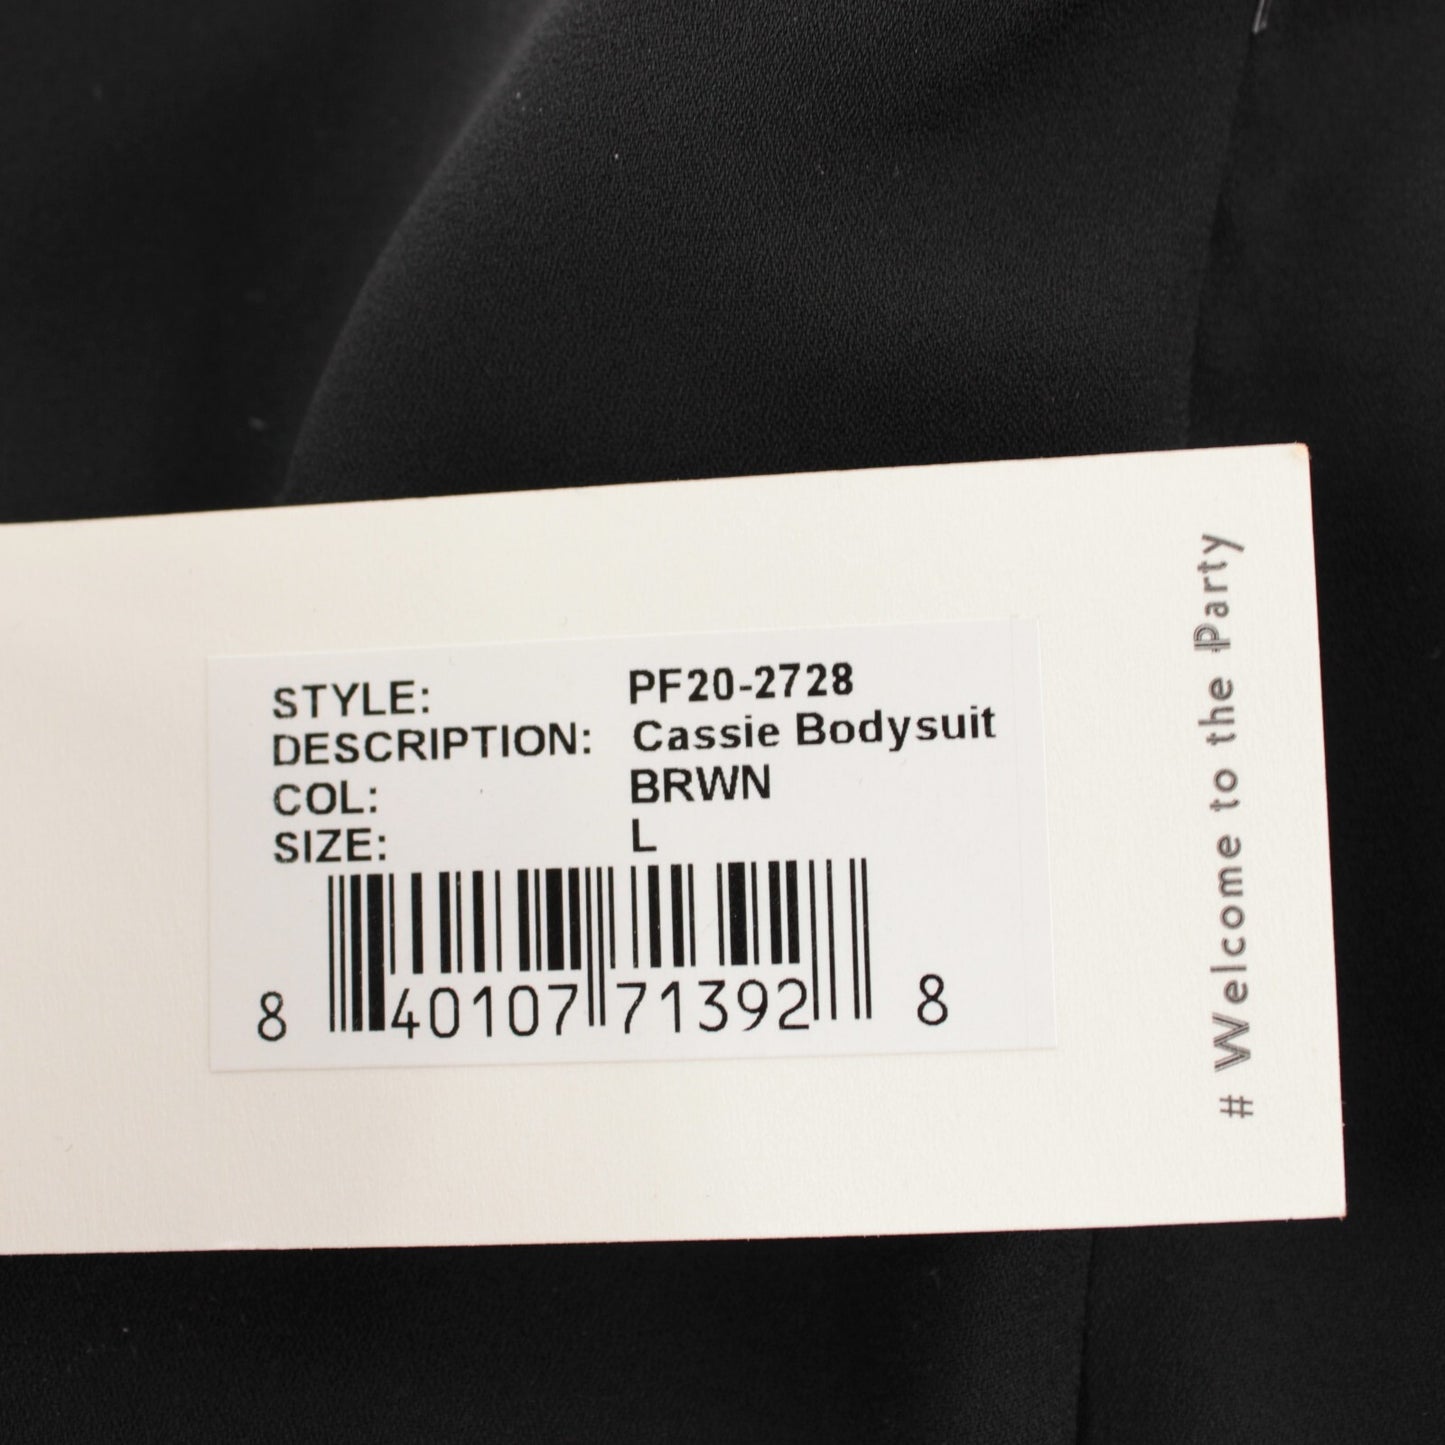 STYLE: PF20-2728
DESCRIPTION: Cassie Bodysuit
COL: BRWN
SIZE: L
8 40107 71392 8
# Welcome to the Party